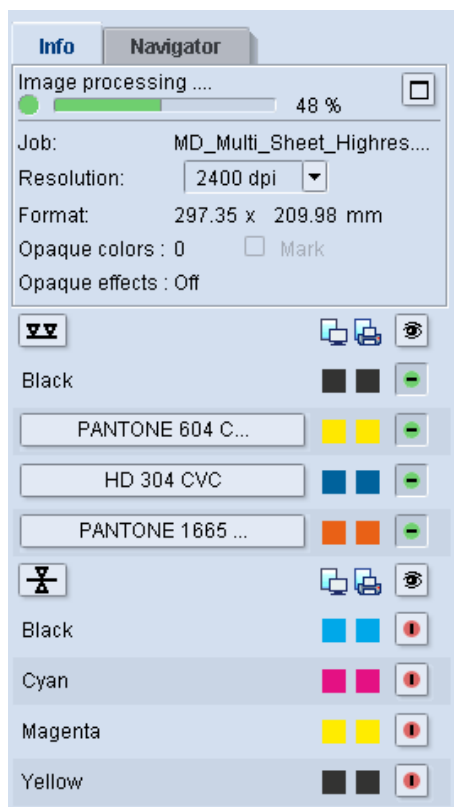 Info Navigator
Image processing ....
48 %
Job: MD_Multi_Sheet_Highres....
Resolution: 2400 dpi
Format: 297.35 x 209.98 mm
Opaque colors : 0 Mark
Opaque effects : Off
Black
PANTONE 604 C...
HD 304 CVC
PANTONE 1665 ...
Black
Cyan
Magenta
Yellow